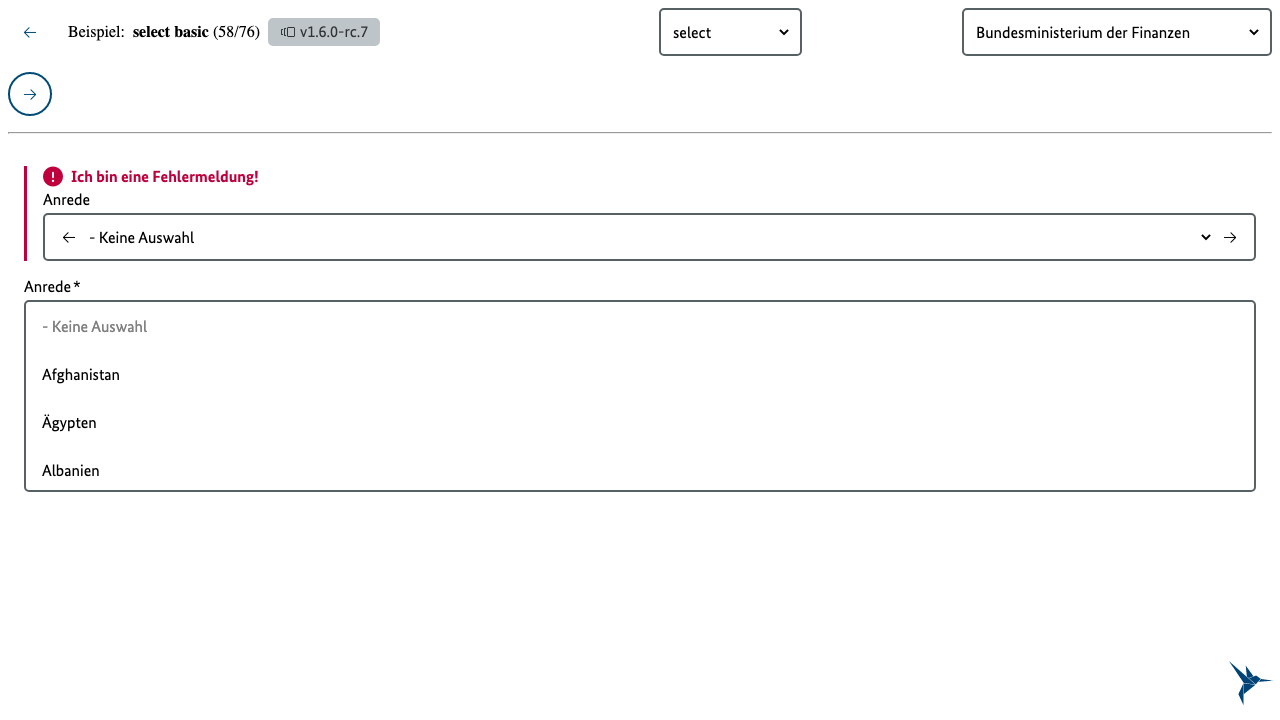 Beispiel: select basic (58/76) v1.6.0-rc.7 select Bundesministerium der Finanzen
Ich bin eine Fehlermeldung!
Anrede
- Keine Auswahl
Anrede*
- Keine Auswahl
Afghanistan
Ägypten
Albanien